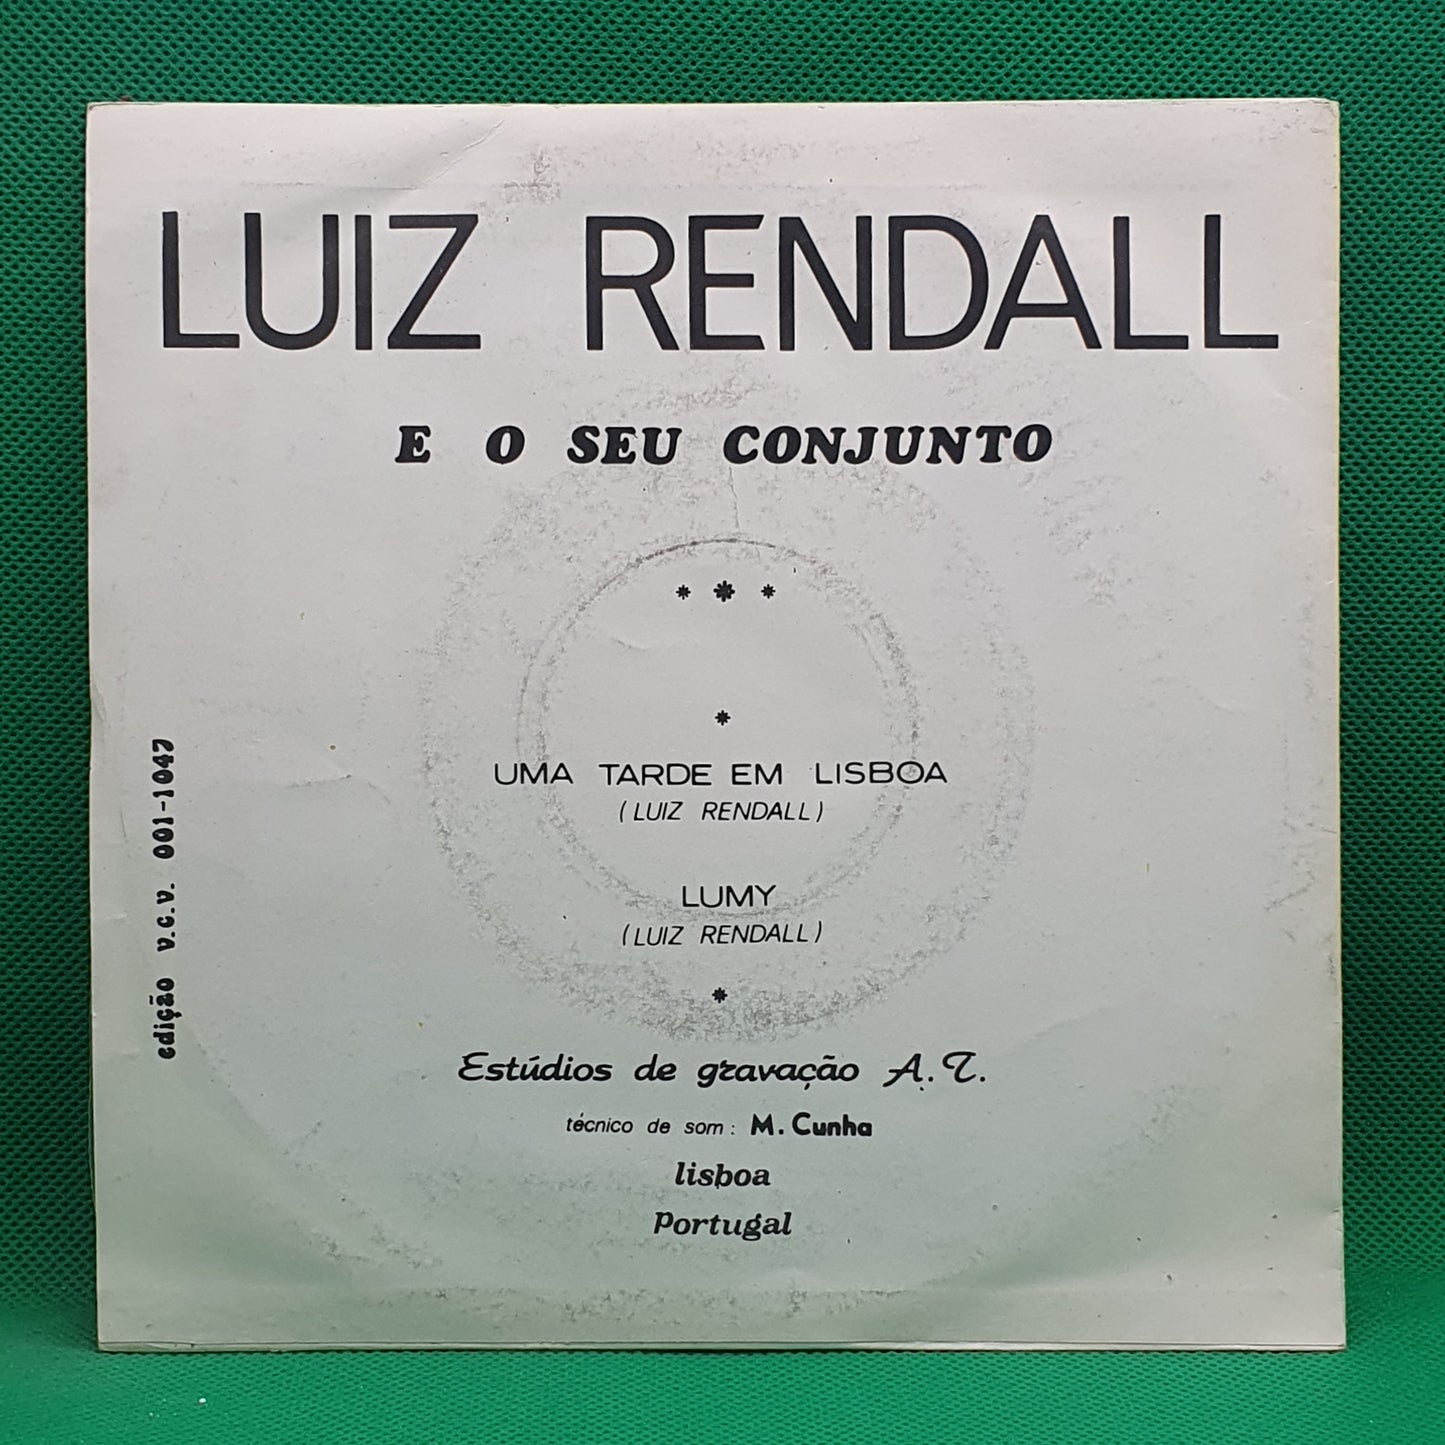 LUIZ RENDALL
E O SEU CONJUNTO
UMA TARDE EM LISBOA
(LUIZ RENDALL)
LUMY
(LUIZ RENDALL)
Estúdios de gravação A.T.
técnico de som: M. Cunha
lisboa
Portugal
edição v.c.v. 001-1047